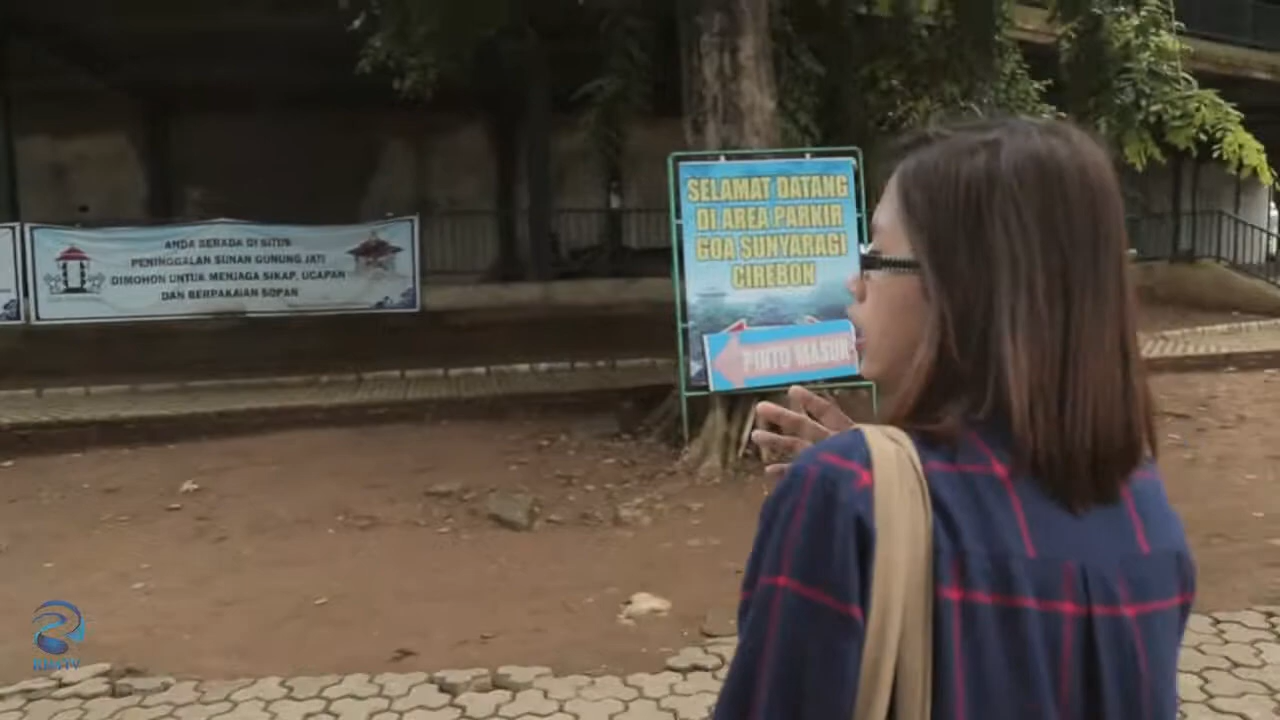 ANDA BERADA DI SITUS
PENINGGALAN SUNAN GUNUNG JATI
DIMOHON UNTUK MENJAGA SIKAP, UCAPAN
DAN BERPAKAIAN SOPAN
SELAMAT DATANG
DI AREA PARKIR
GOA SUNYARAGI
CIREBON
PINTU MASUK